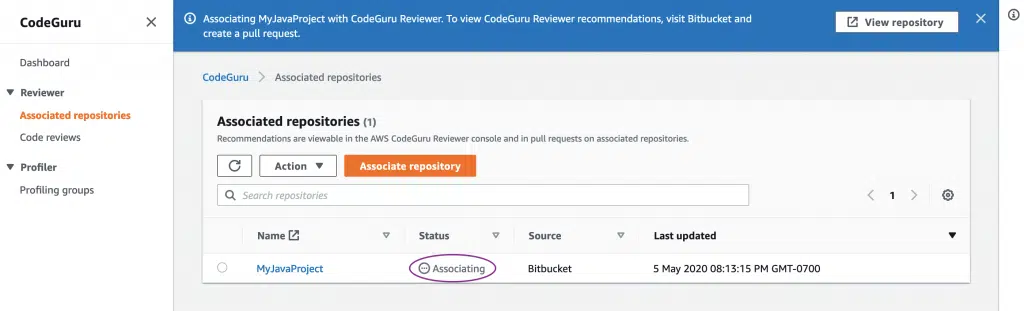 CodeGuru
Dashboard
Reviewer
Associated repositories
Code reviews
Profiler
Profiling groups
Associating MyJavaProject with CodeGuru Reviewer. To view CodeGuru Reviewer recommendations, visit Bitbucket and
create a pull request.
View repository
CodeGuru > Associated repositories
Associated repositories (1)
Recommendations are viewable in the AWS CodeGuru Reviewer console and in pull requests on associated repositories.
Action
Associate repository
Search repositories
1
Name Status Source Last updated
MyJavaProject Associating Bitbucket 5 May 2020 08:13:15 PM GMT-0700